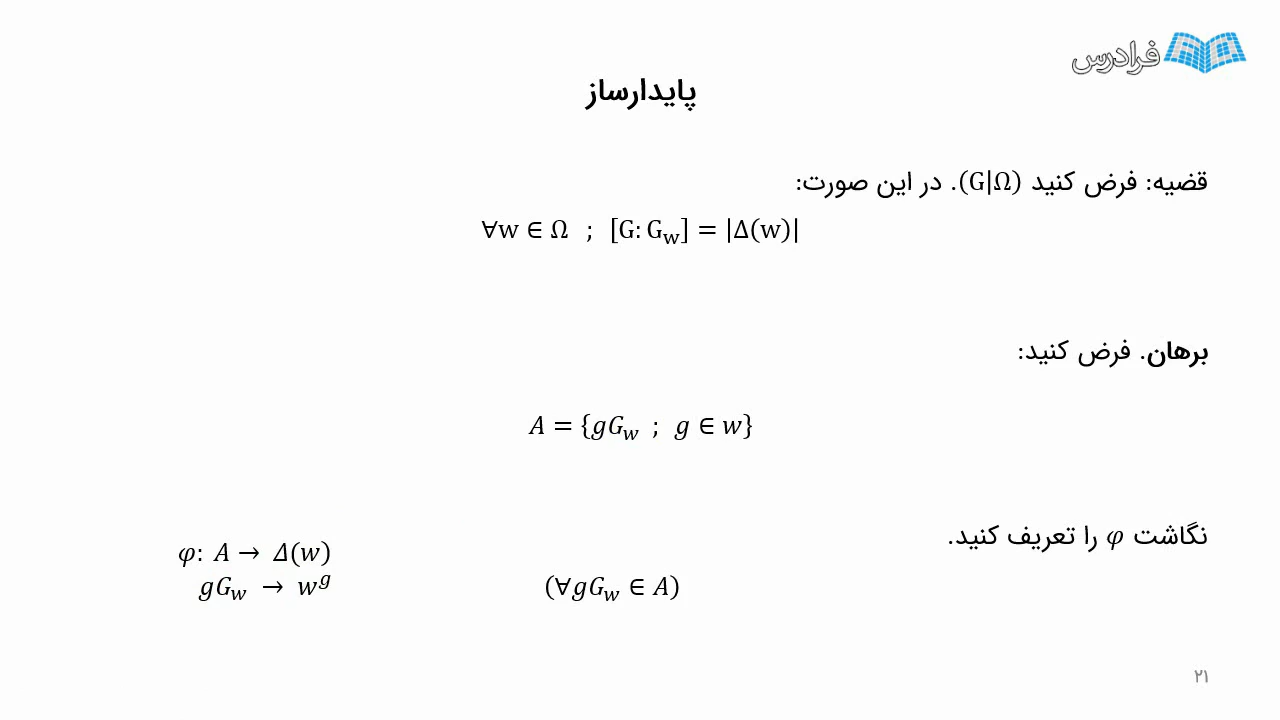 فرادرس
پایدارساز
قضیه: فرض کنید (G|Ω). در این صورت:
∀w ∈ Ω ; [G: G_w] = |Δ(w)|
برهان. فرض کنید:
A = {gG_w ; g ∈ w}
نگاشت φ را تعریف کنید.
φ: A → Δ(w)
gG_w → w^g (∀gG_w ∈ A)
۲۱